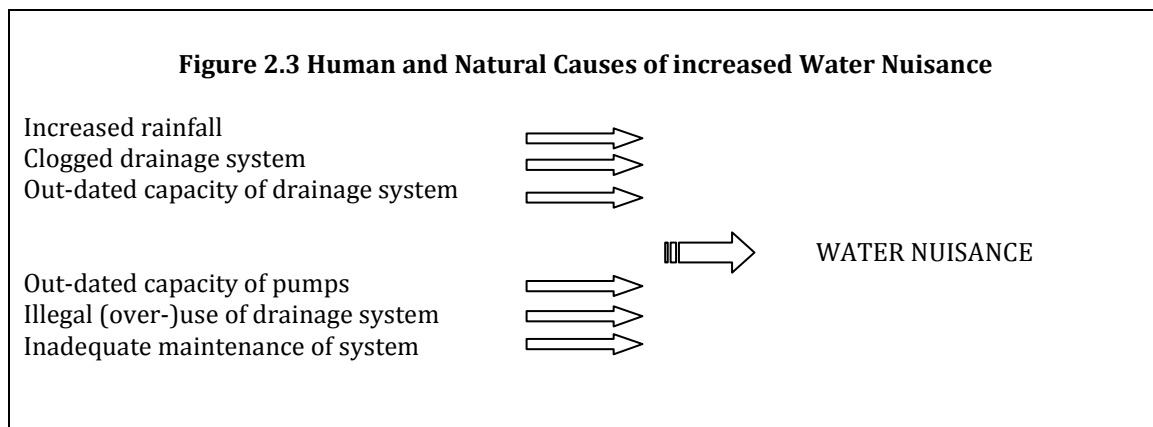 Figure 2.3 Human and Natural Causes of increased Water Nuisance
Increased rainfall
Clogged drainage system
Out-dated capacity of drainage system
WATER NUISANCE
Out-dated capacity of pumps
Illegal (over-)use of drainage system
Inadequate maintenance of system